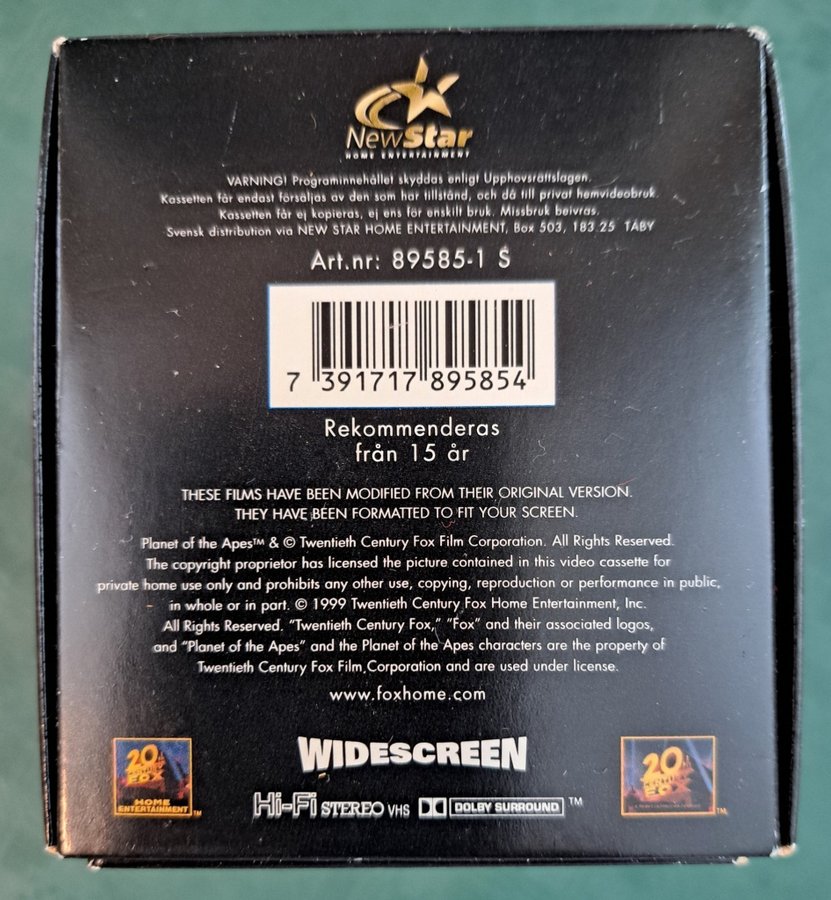 NewStar
HOME ENTERTAINMENT
VARNING! Programinnehållet skyddas enligt Upphovsrättslagen.
Kassetten får endast försäljas av den som har tillstånd, och då till privat hemvideobruk.
Kassetten får ej kopieras, ej ens för enskilt bruk. Missbruk beivras.
Svensk distribution via NEW STAR HOME ENTERTAINMENT, Box 503, 183 25 TÄBY
Art.nr: 89585-1 S
7 391717 895854
Rekommenderas
från 15 år
THESE FILMS HAVE BEEN MODIFIED FROM THEIR ORIGINAL VERSION.
THEY HAVE BEEN FORMATTED TO FIT YOUR SCREEN.
Planet of the Apes™ & © Twentieth Century Fox Film Corporation. All Rights Reserved.
The copyright proprietor has licensed the picture contained in this video cassette for
private home use only and prohibits any other use, copying, reproduction or performance in public,
in whole or in part. © 1999 Twentieth Century Fox Home Entertainment, Inc.
All Rights Reserved. "Twentieth Century Fox," "Fox" and their associated logos,
and "Planet of the Apes" and the Planet of the Apes characters are the property of
Twentieth Century Fox Film Corporation and are used under license.
www.foxhome.com
WIDESCREEN
20th CENTURY FOX
HOME ENTERTAINMENT™
Hi-Fi STEREO VHS DOLBY SURROUND™
20th CENTURY FOX™